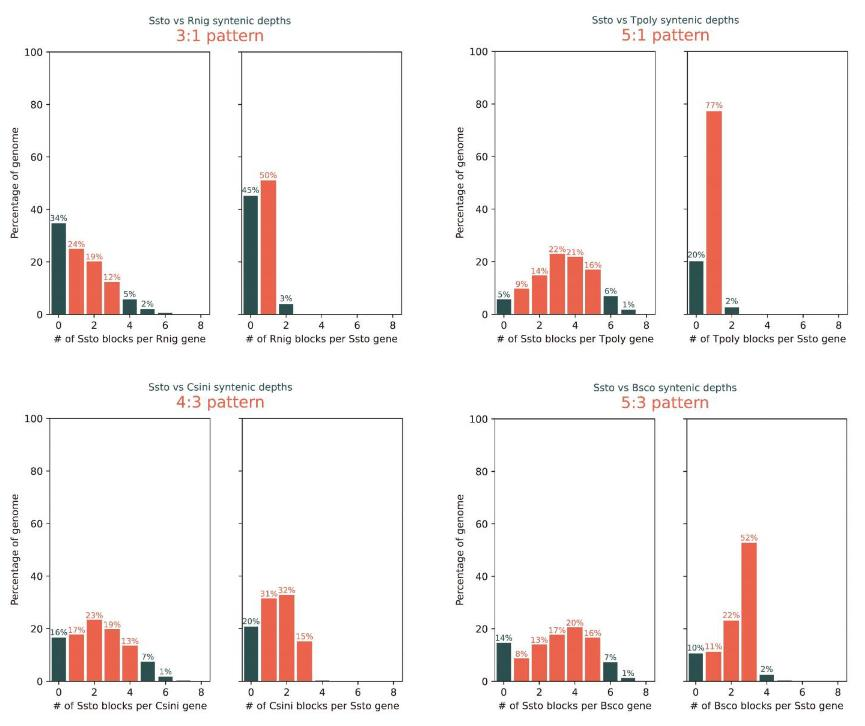 Ssto vs Rnig syntenic depths
3:1 pattern
Percentage of genome
100
80
60
40
20
0
34%
24%
19%
12%
5%
2%
0 2 4 6 8
# of Ssto blocks per Rnig gene
45%
50%
3%
0 2 4 6 8
# of Rnig blocks per Ssto gene
Ssto vs Tpoly syntenic depths
5:1 pattern
Percentage of genome
100
80
60
40
20
0
5%
9%
14%
22%
21%
16%
6%
1%
0 2 4 6 8
# of Ssto blocks per Tpoly gene
20%
77%
2%
0 2 4 6 8
# of Tpoly blocks per Ssto gene
Ssto vs Csini syntenic depths
4:3 pattern
Percentage of genome
100
80
60
40
20
0
16%
17%
23%
19%
13%
7%
1%
0 2 4 6 8
# of Ssto blocks per Csini gene
20%
31%
32%
15%
0 2 4 6 8
# of Csini blocks per Ssto gene
Ssto vs Bsco syntenic depths
5:3 pattern
Percentage of genome
100
80
60
40
20
0
14%
8%
13%
17%
20%
16%
7%
1%
0 2 4 6 8
# of Ssto blocks per Bsco gene
10%
11%
22%
52%
2%
0 2 4 6 8
# of Bsco blocks per Ssto gene